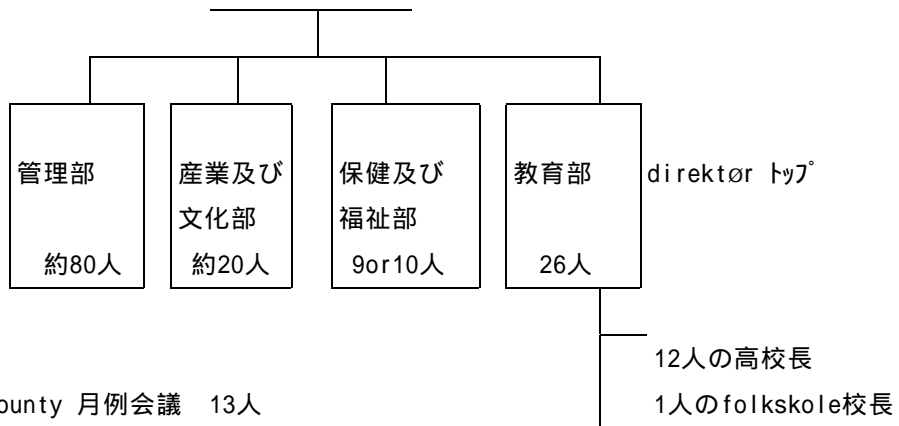 管理部
約80人
産業及び
文化部
約20人
保健及び
福祉部
9or10人
教育部
26人
direktør ﾄｯﾌﾟ
12人の高校長
1人のfolkskole校長
ounty 月例会議 13人